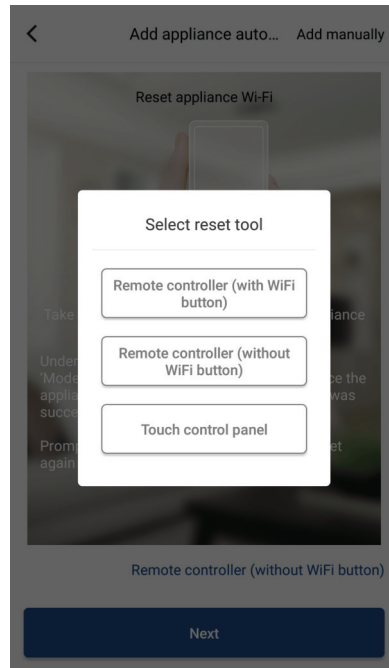 Add appliance auto... Add manually
Reset appliance Wi-Fi
Select reset tool
Remote controller (with WiFi
button)
Take
iance
Remote controller (without
WiFi button)
Under
'Mode
ce the
applia
was
succe
Touch control panel
Prom
et
again
Remote controller (without WiFi button)
Next